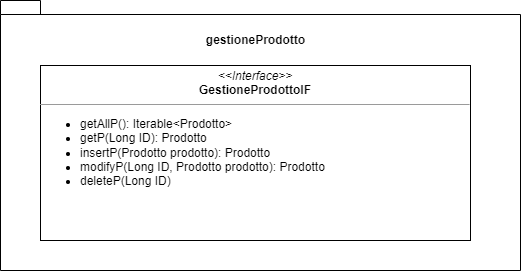 gestioneProdotto
<<Interface>>
GestioneProdottoIF
getAllP(): Iterable<Prodotto>
getP(Long ID): Prodotto
insertP(Prodotto prodotto): Prodotto
modifyP(Long ID, Prodotto prodotto): Prodotto
deleteP(Long ID)